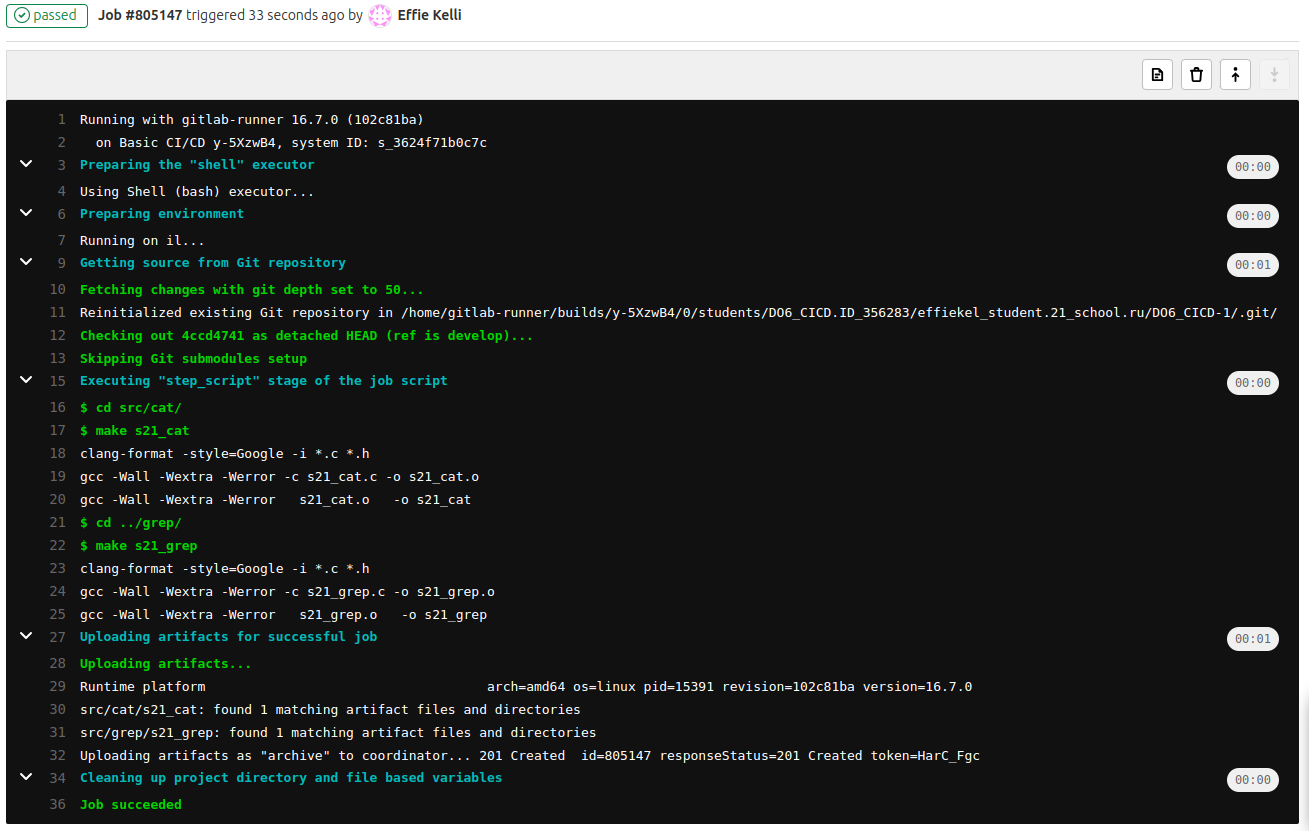 passed Job #805147 triggered 33 seconds ago by Effie Kelli
1 Running with gitlab-runner 16.7.0 (102c81ba)
2 on Basic CI/CD y-5XzwB4, system ID: s_3624f71b0c7c
3 Preparing the "shell" executor 00:00
4 Using Shell (bash) executor...
6 Preparing environment 00:00
7 Running on il...
9 Getting source from Git repository 00:01
10 Fetching changes with git depth set to 50...
11 Reinitialized existing Git repository in /home/gitlab-runner/builds/y-5XzwB4/0/students/DO6_CICD.ID_356283/effiekel_student.21_school.ru/DO6_CICD-1/.git/
12 Checking out 4ccd4741 as detached HEAD (ref is develop)...
13 Skipping Git submodules setup
15 Executing "step_script" stage of the job script 00:00
16 $ cd src/cat/
17 $ make s21_cat
18 clang-format -style=Google -i *.c *.h
19 gcc -Wall -Wextra -Werror -c s21_cat.c -o s21_cat.o
20 gcc -Wall -Wextra -Werror   s21_cat.o   -o s21_cat
21 $ cd ../grep/
22 $ make s21_grep
23 clang-format -style=Google -i *.c *.h
24 gcc -Wall -Wextra -Werror -c s21_grep.c -o s21_grep.o
25 gcc -Wall -Wextra -Werror   s21_grep.o   -o s21_grep
27 Uploading artifacts for successful job 00:01
28 Uploading artifacts...
29 Runtime platform                                    arch=amd64 os=linux pid=15391 revision=102c81ba version=16.7.0
30 src/cat/s21_cat: found 1 matching artifact files and directories
31 src/grep/s21_grep: found 1 matching artifact files and directories
32 Uploading artifacts as "archive" to coordinator... 201 Created  id=805147 responseStatus=201 Created token=HarC_Fgc
34 Cleaning up project directory and file based variables 00:00
36 Job succeeded